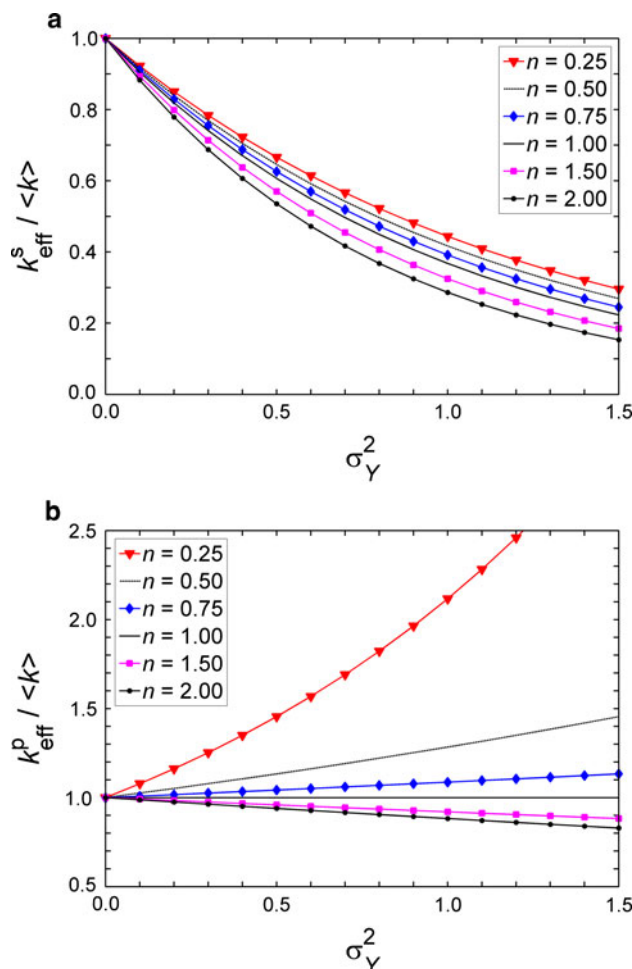 a
1.0
0.8
0.6
0.4
0.2
0.0
k^s_eff / <k>
n = 0.25
n = 0.50
n = 0.75
n = 1.00
n = 1.50
n = 2.00
0.0 0.5 1.0 1.5
σ²_Y
b
2.5
2.0
1.5
1.0
0.5
k^p_eff / <k>
n = 0.25
n = 0.50
n = 0.75
n = 1.00
n = 1.50
n = 2.00
0.0 0.5 1.0 1.5
σ²_Y